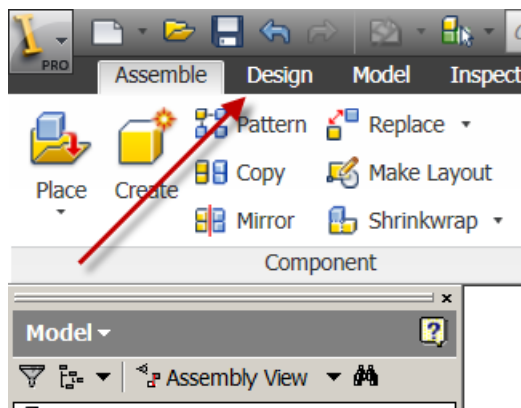 PRO
Assemble Design Model Inspect
Place
Create
Pattern
Copy
Mirror
Replace
Make Layout
Shrinkwrap
Component
Model
Assembly View